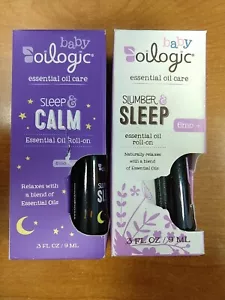 baby
oilogic
essential oil care
SLEEP &
CALM
Essential Oil Roll-on
Relaxes with
a blend of
Essential Oils
.3 FL OZ / 9 ML
baby
oilogic
essential oil care
SLUMBER &
SLEEP
essential oil
roll-on
6mo+
Naturally relaxes
with a blend
of Essential Oils
.3 FL OZ / 9 ML